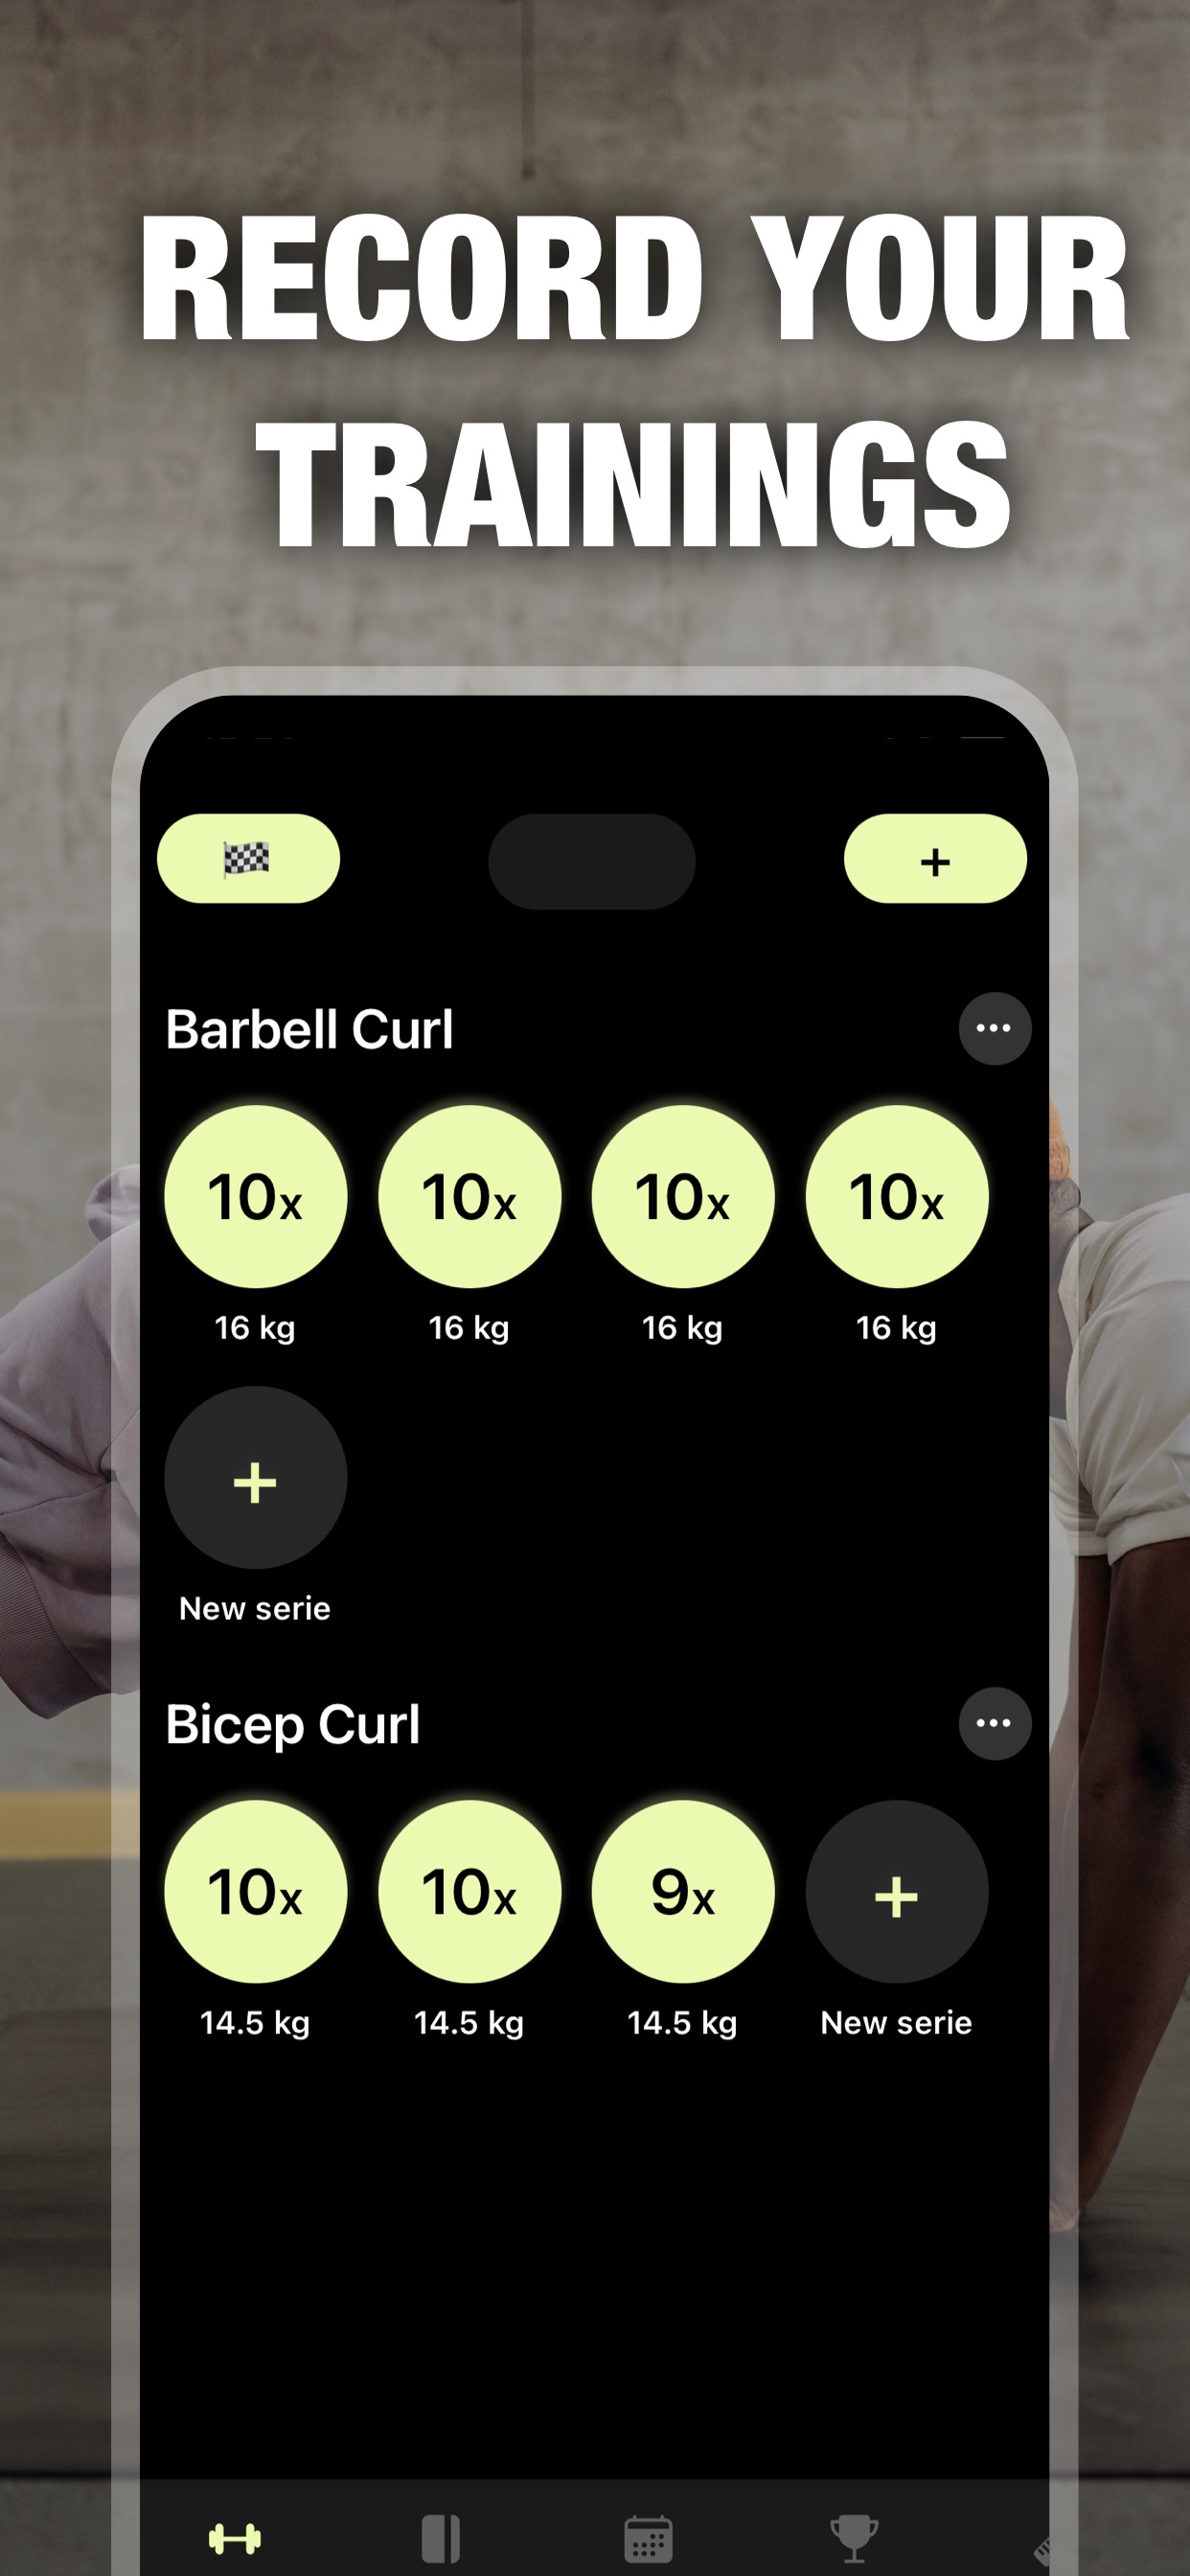 RECORD YOUR
TRAININGS
+
Barbell Curl
10x 10x 10x 10x
16 kg 16 kg 16 kg 16 kg
+
New serie
Bicep Curl
10x 10x 9x +
14.5 kg 14.5 kg 14.5 kg New serie